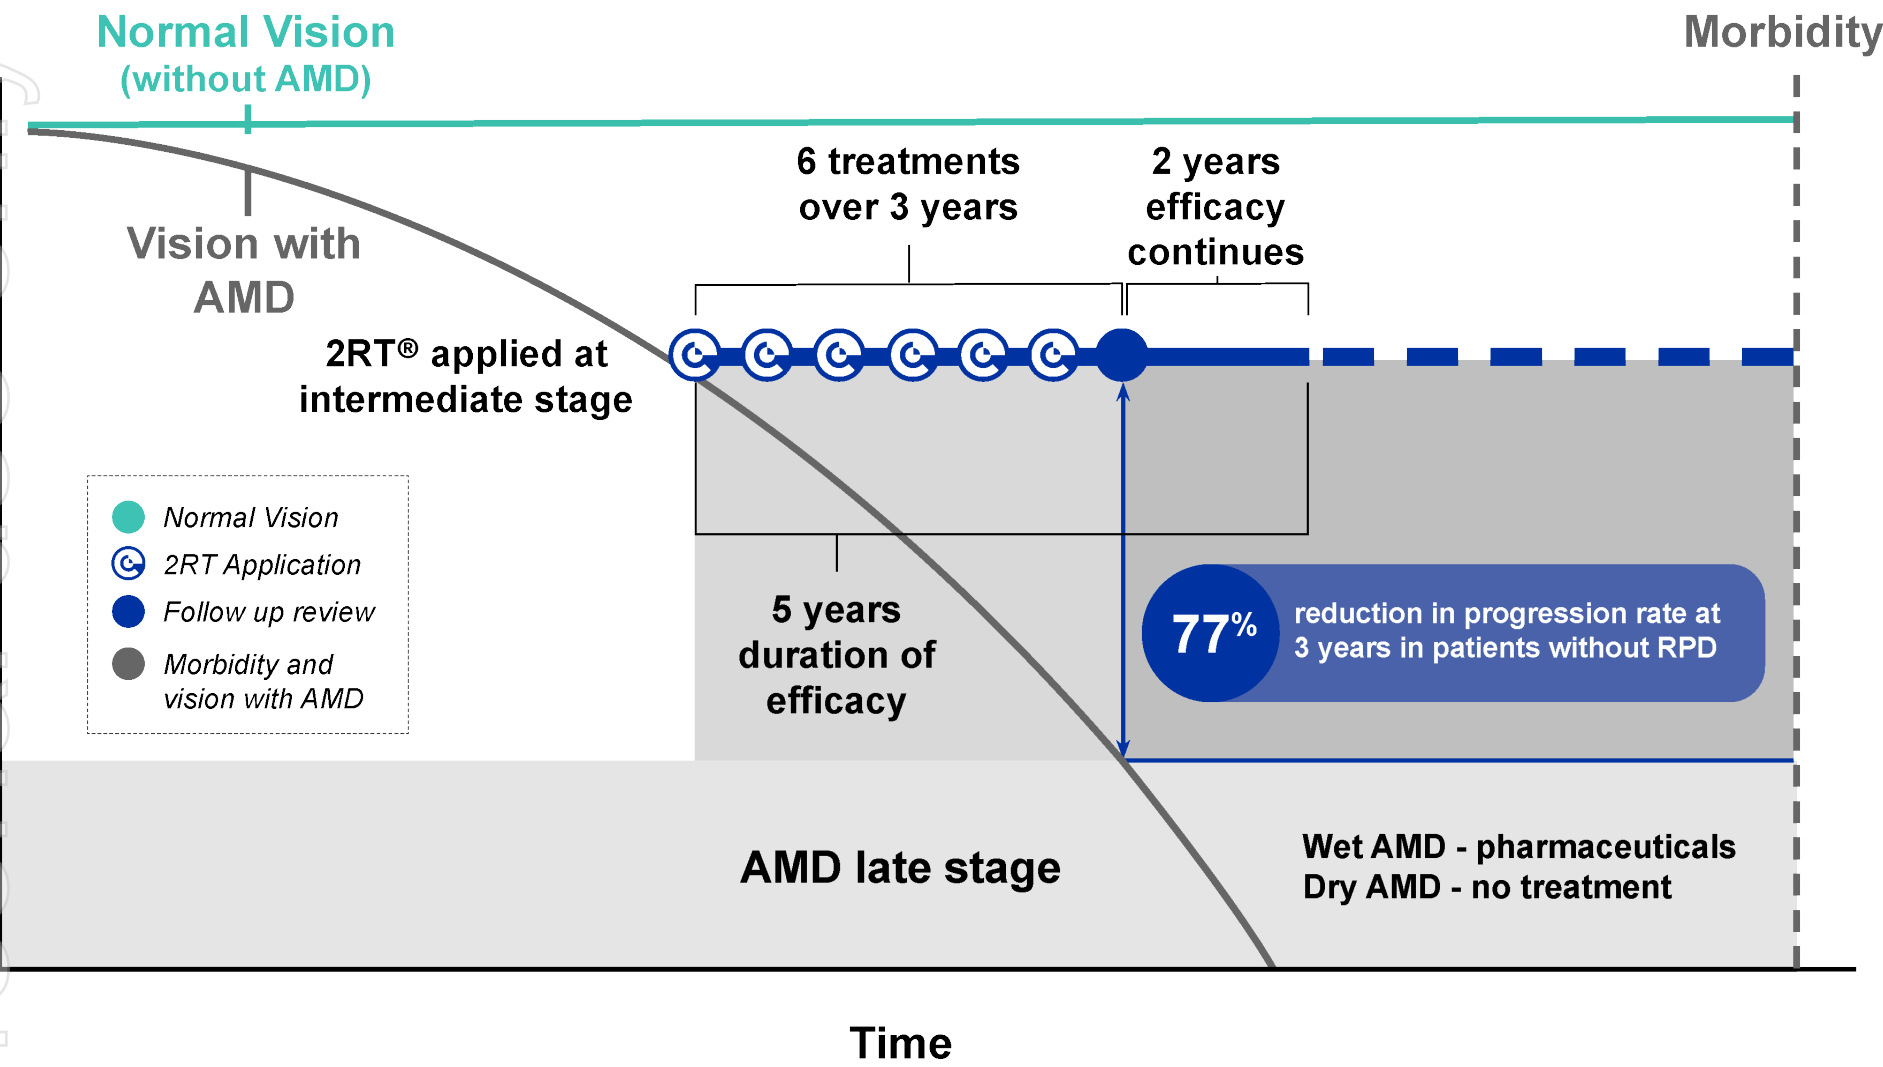 Normal Vision
(without AMD)
Morbidity
Vision with
AMD
6 treatments
over 3 years
2 years
efficacy
continues
2RT® applied at
intermediate stage
Normal Vision
2RT Application
Follow up review
Morbidity and
vision with AMD
5 years
duration of
efficacy
77%
reduction in progression rate at
3 years in patients without RPD
AMD late stage
Wet AMD - pharmaceuticals
Dry AMD - no treatment
Time